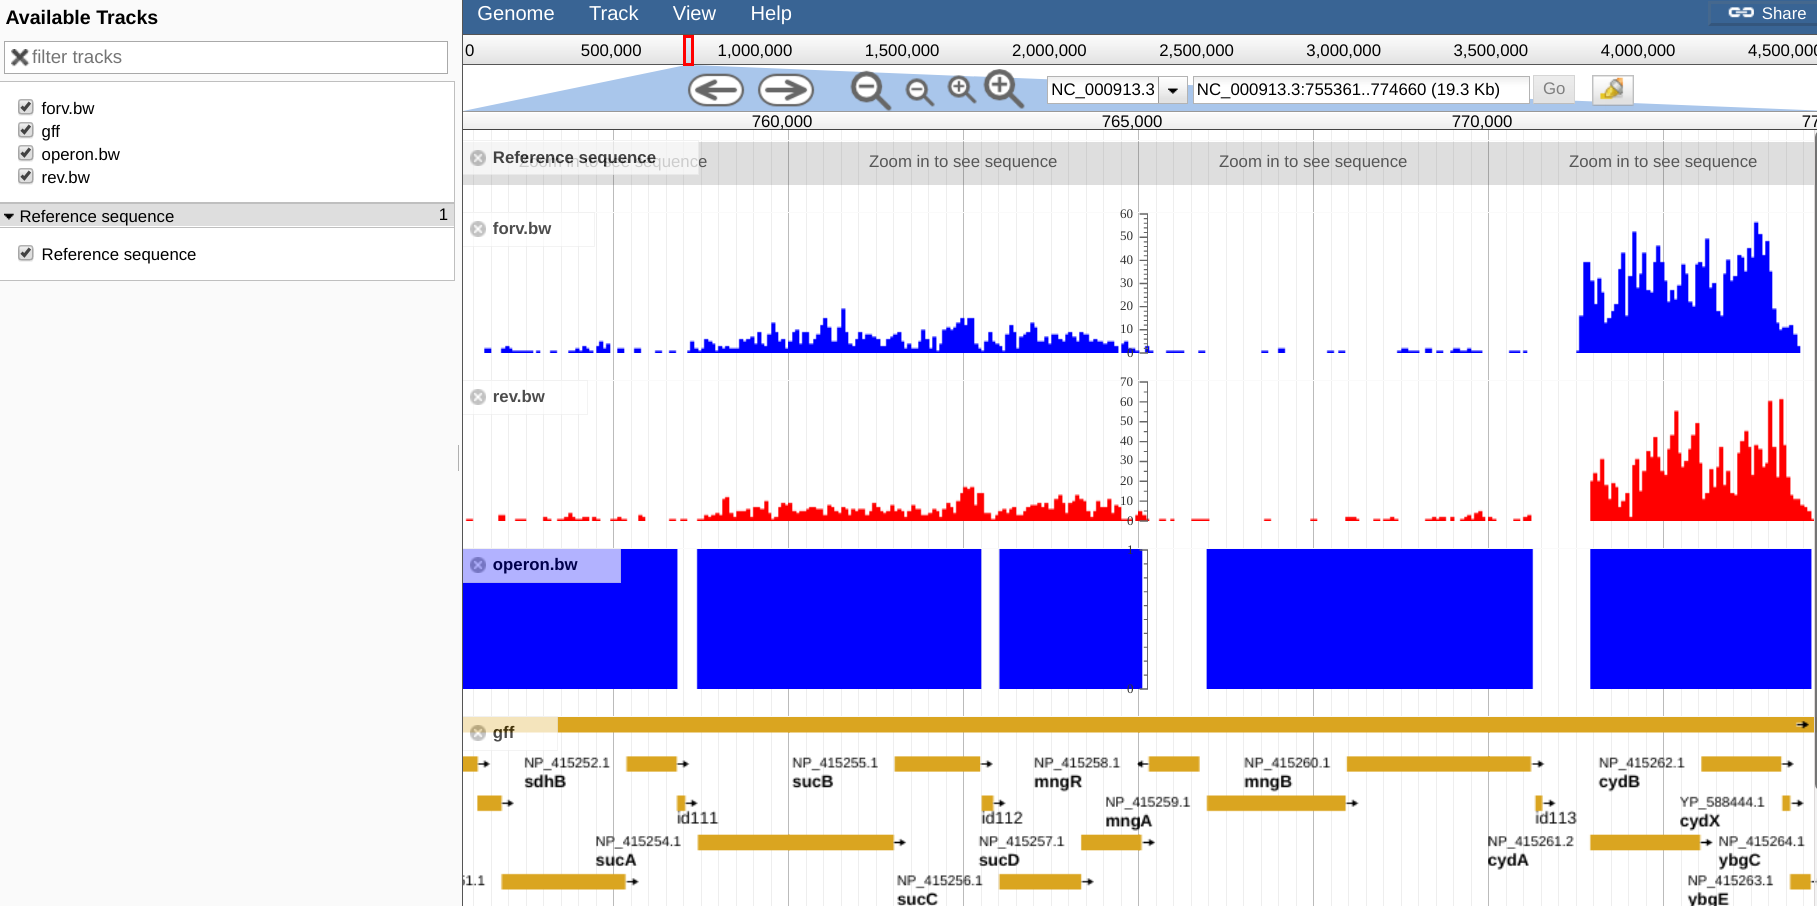 Available Tracks
filter tracks
forv.bw
gff
operon.bw
rev.bw
Reference sequence 1
Reference sequence
Genome Track View Help Share
0 500,000 1,000,000 1,500,000 2,000,000 2,500,000 3,000,000 3,500,000 4,000,000 4,500,00
NC_000913.3 NC_000913.3:755361..774660 (19.3 Kb) Go
760,000 765,000 770,000 77
Reference sequence Zoom in to see sequence Zoom in to see sequence Zoom in to see sequence Zoom in to see sequence
forv.bw
60
50
40
30
20
10
0
rev.bw
70
60
50
40
30
20
10
0
operon.bw
1
0
gff
NP_415252.1 NP_415255.1 NP_415258.1 NP_415260.1 NP_415262.1
sdhB sucB mngR mngB cydB
NP_415259.1 YP_588444.1
id111 id112 mngA id113 cydX
NP_415254.1 NP_415257.1 NP_415261.2 NP_415264.1
sucA sucD cydA ybgC
51.1 NP_415256.1 NP_415263.1
sucC ybgE